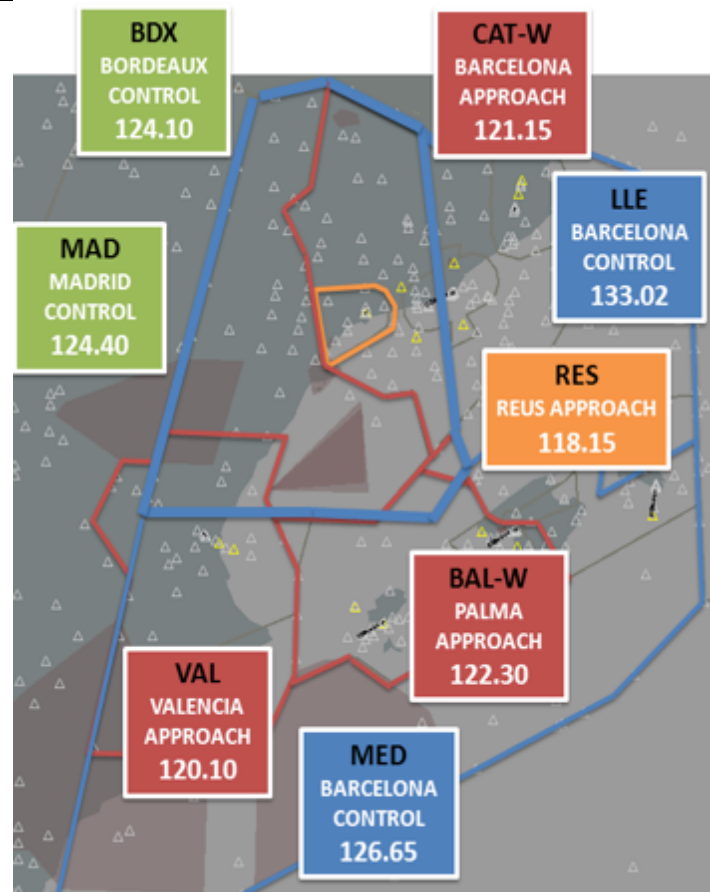 BDX
BORDEAUX
CONTROL
124.10
CAT-W
BARCELONA
APPROACH
121.15
LLE
BARCELONA
CONTROL
133.02
MAD
MADRID
CONTROL
124.40
RES
REUS APPROACH
118.15
BAL-W
PALMA
APPROACH
122.30
VAL
VALENCIA
APPROACH
120.10
MED
BARCELONA
CONTROL
126.65